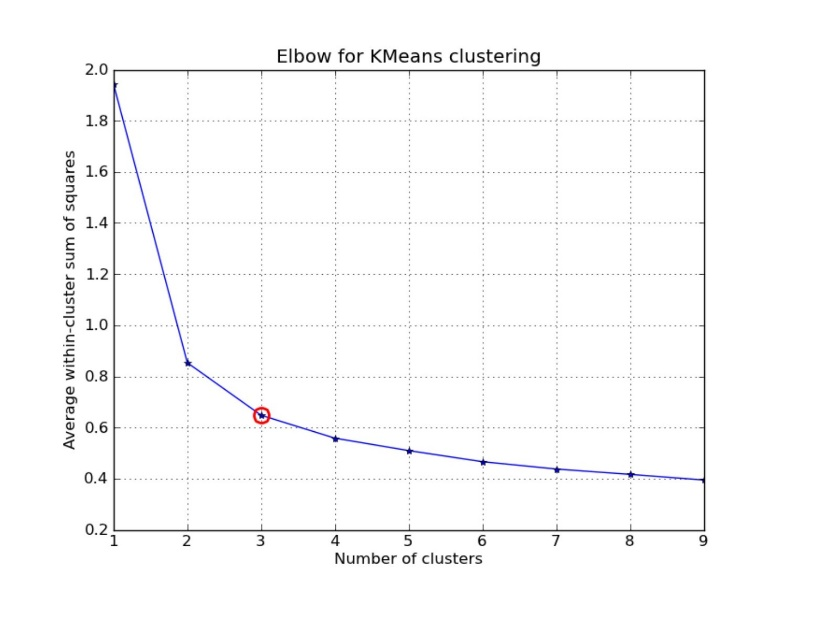 Elbow for KMeans clustering
2.0
1.8
1.6
1.4
1.2
1.0
0.8
0.6
0.4
0.2
Average within-cluster sum of squares
1 2 3 4 5 6 7 8 9
Number of clusters